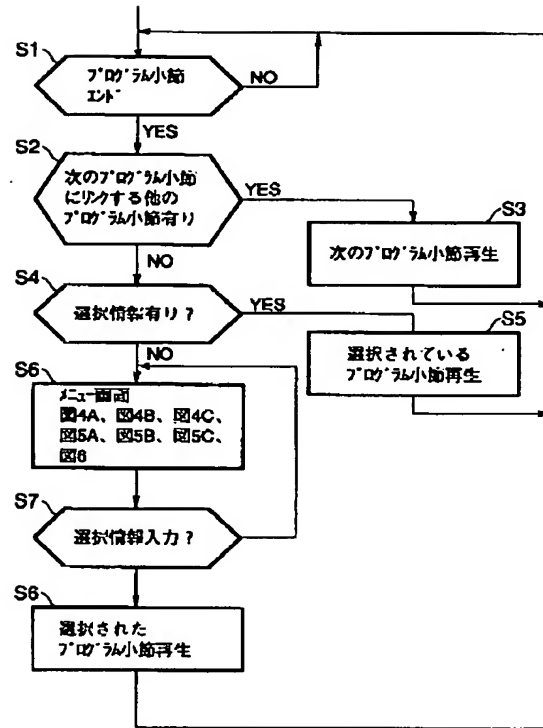 S1
プログラム小節
エンド
NO
YES
S2
次のプログラム小節
にリンクする他の
プログラム小節有り
YES
S3
次のプログラム小節再生
NO
S4
選択情報有り?
YES
S5
選択されている
プログラム小節再生
NO
S6
メニュー画面
図4A、図4B、図4C、
図5A、図5B、図5C、
図6
S7
選択情報入力?
S6
選択された
プログラム小節再生